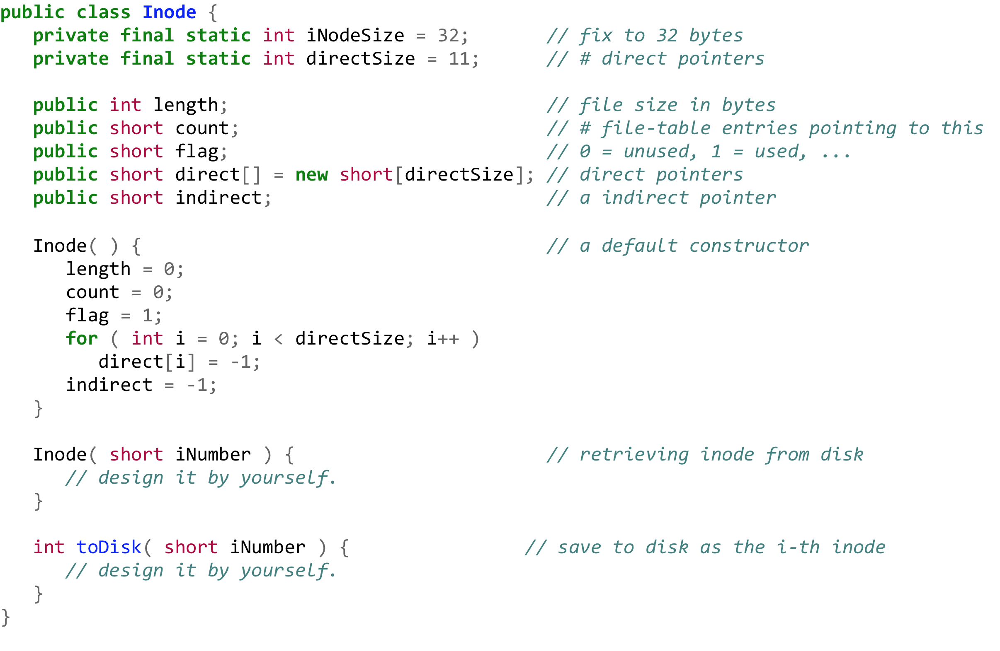 public class Inode {
    private final static int iNodeSize = 32;       // fix to 32 bytes
    private final static int directSize = 11;      // # direct pointers

    public int length;                             // file size in bytes
    public short count;                            // # file-table entries pointing to this
    public short flag;                             // 0 = unused, 1 = used, ...
    public short direct[] = new short[directSize]; // direct pointers
    public short indirect;                         // a indirect pointer

    Inode( ) {                                     // a default constructor
       length = 0;
       count = 0;
       flag = 1;
       for ( int i = 0; i < directSize; i++ )
          direct[i] = -1;
       indirect = -1;
    }

    Inode( short iNumber ) {                       // retrieving inode from disk
       // design it by yourself.
    }

    int toDisk( short iNumber ) {                // save to disk as the i-th inode
       // design it by yourself.
    }
}